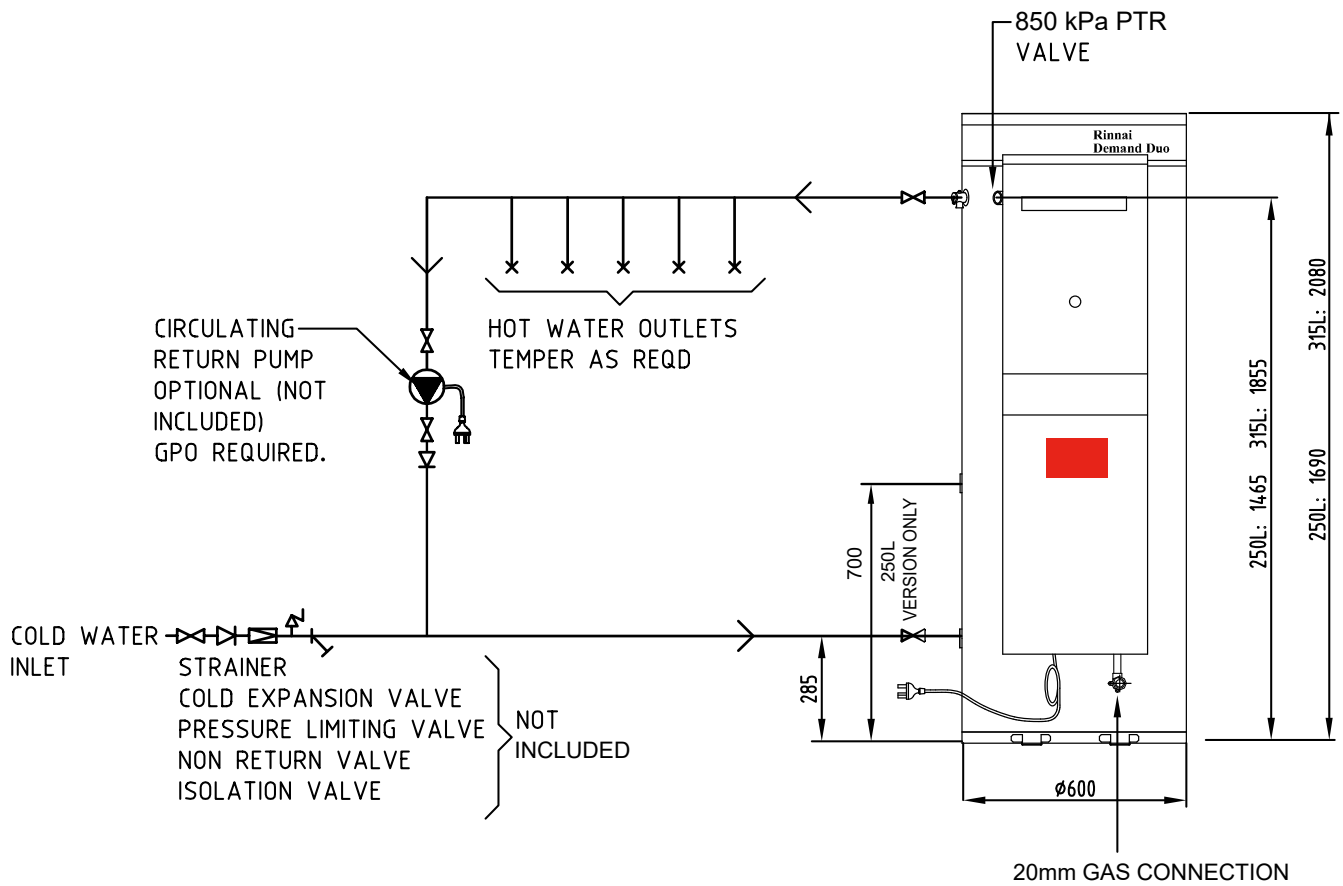 850 kPa PTR
VALVE
Rinnai
Demand Duo
CIRCULATING
RETURN PUMP
OPTIONAL (NOT
INCLUDED)
GPO REQUIRED.
HOT WATER OUTLETS
TEMPER AS REQD
315L: 2080
250L: 1690
315L: 1855
250L: 1465
700
250L
VERSION ONLY
COLD WATER
INLET
STRAINER
COLD EXPANSION VALVE
PRESSURE LIMITING VALVE
NON RETURN VALVE
ISOLATION VALVE
NOT
INCLUDED
285
Ø600
20mm GAS CONNECTION